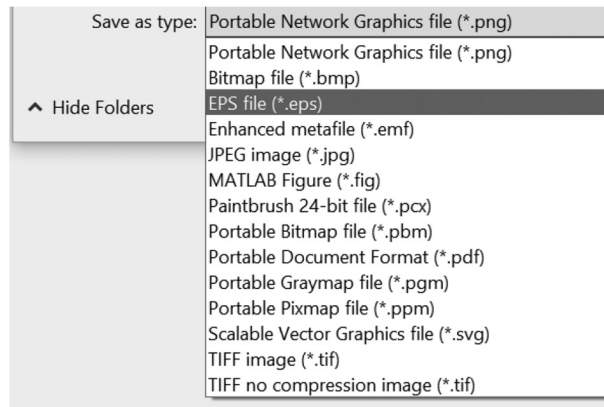 Save as type: Portable Network Graphics file (*.png)
Portable Network Graphics file (*.png)
Bitmap file (*.bmp)
EPS file (*.eps)
Hide Folders
Enhanced metafile (*.emf)
JPEG image (*.jpg)
MATLAB Figure (*.fig)
Paintbrush 24-bit file (*.pcx)
Portable Bitmap file (*.pbm)
Portable Document Format (*.pdf)
Portable Graymap file (*.pgm)
Portable Pixmap file (*.ppm)
Scalable Vector Graphics file (*.svg)
TIFF image (*.tif)
TIFF no compression image (*.tif)